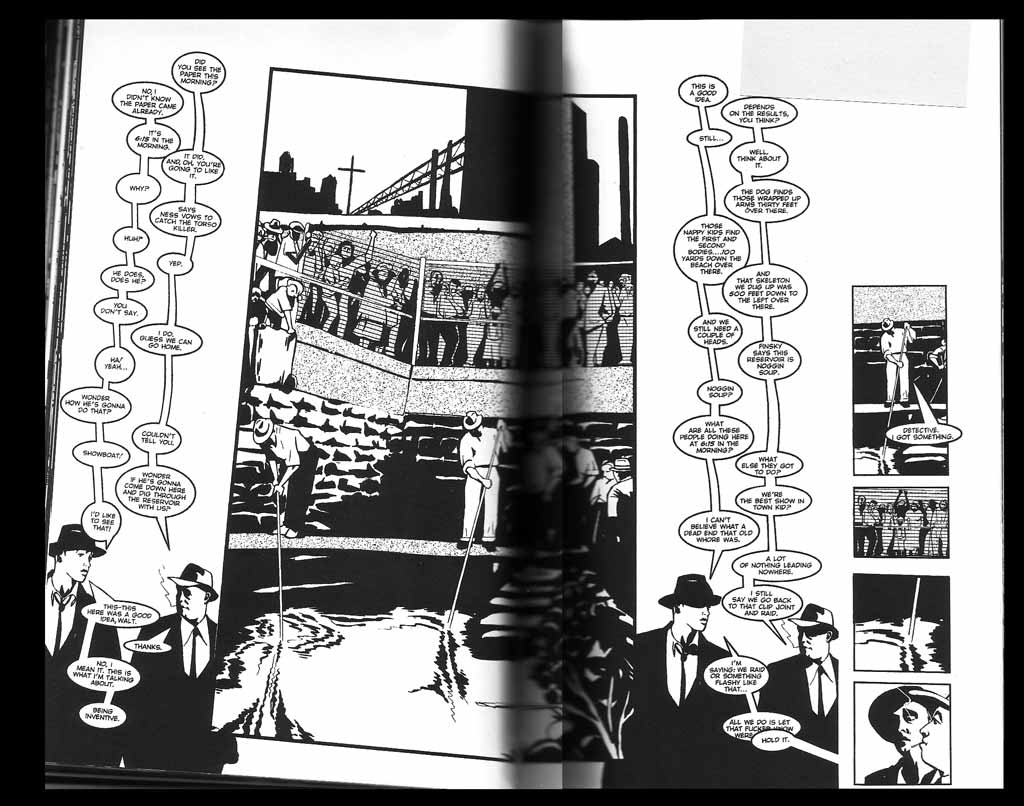 DID
YOU SEE THE
PAPER THIS
MORNING?
NO, I
DIDN'T KNOW
THE PAPER CAME
ALREADY.
IT'S
6:15 IN THE
MORNING.
IT DID,
AND, OH, YOU'RE
GOING TO LIKE
IT.
WHY?
SAYS
NESS VOWS TO
CATCH THE TORSO
KILLER.
HUH?
YEP.
HE DOES,
DOES HE?
YOU
DON'T SAY.
I DO.
GUESS WE CAN
GO HOME.
HA!
YEAH...
WONDER
HOW HE'S GONNA
DO THAT?
COULDN'T
TELL YOU.
SHOWBOAT!
WONDER
IF HE'S GONNA
COME DOWN HERE
AND DIG THROUGH
THE RESERVOIR
WITH US?
I'D LIKE
TO SEE
THAT!
THIS-THIS
HERE WAS A GOOD
IDEA, WALT.
THANKS.
NO, I
MEAN IT. THIS IS
WHAT I'M TALKING
ABOUT.
BEING
INVENTIVE.
THIS IS
A GOOD
IDEA.
DEPENDS
ON THE RESULTS,
YOU THINK?
STILL...
WELL,
THINK ABOUT
IT.
THE DOG FINDS
THOSE WRAPPED UP
ARMS THIRTY FEET
OVER THERE.
THOSE
NAPPY KIDS FIND
THE FIRST AND
SECOND
BODIES...100
YARDS DOWN THE
BEACH OVER
THERE.
AND
THAT SKELETON
WE DUG UP WAS
500 FEET DOWN TO
THE LEFT OVER
THERE.
AND WE
STILL NEED A
COUPLE OF
HEADS.
FINSKY
SAYS THIS
RESERVOIR IS
NOGGIN
SOUP.
NOGGIN
SOUP?
WHAT
ARE ALL THESE
PEOPLE DOING HERE
AT 6:15 IN THE
MORNING?
WHAT
ELSE THEY GOT
TO DO?
WE'RE
THE BEST SHOW IN
TOWN KID?
I CAN'T
BELIEVE WHAT A
DEAD END THAT OLD
WHORE WAS.
A LOT
OF NOTHING LEADING
NOWHERE.
I STILL
SAY WE GO BACK
TO THAT CLIP JOINT
AND RAID.
I'M
SAYING: WE RAID
OR SOMETHING
FLASHY LIKE
THAT...
ALL WE DO IS LET
THAT FUCKER KNOW
WERE
HOLD IT.
DETECTIVE,
I GOT SOMETHING.